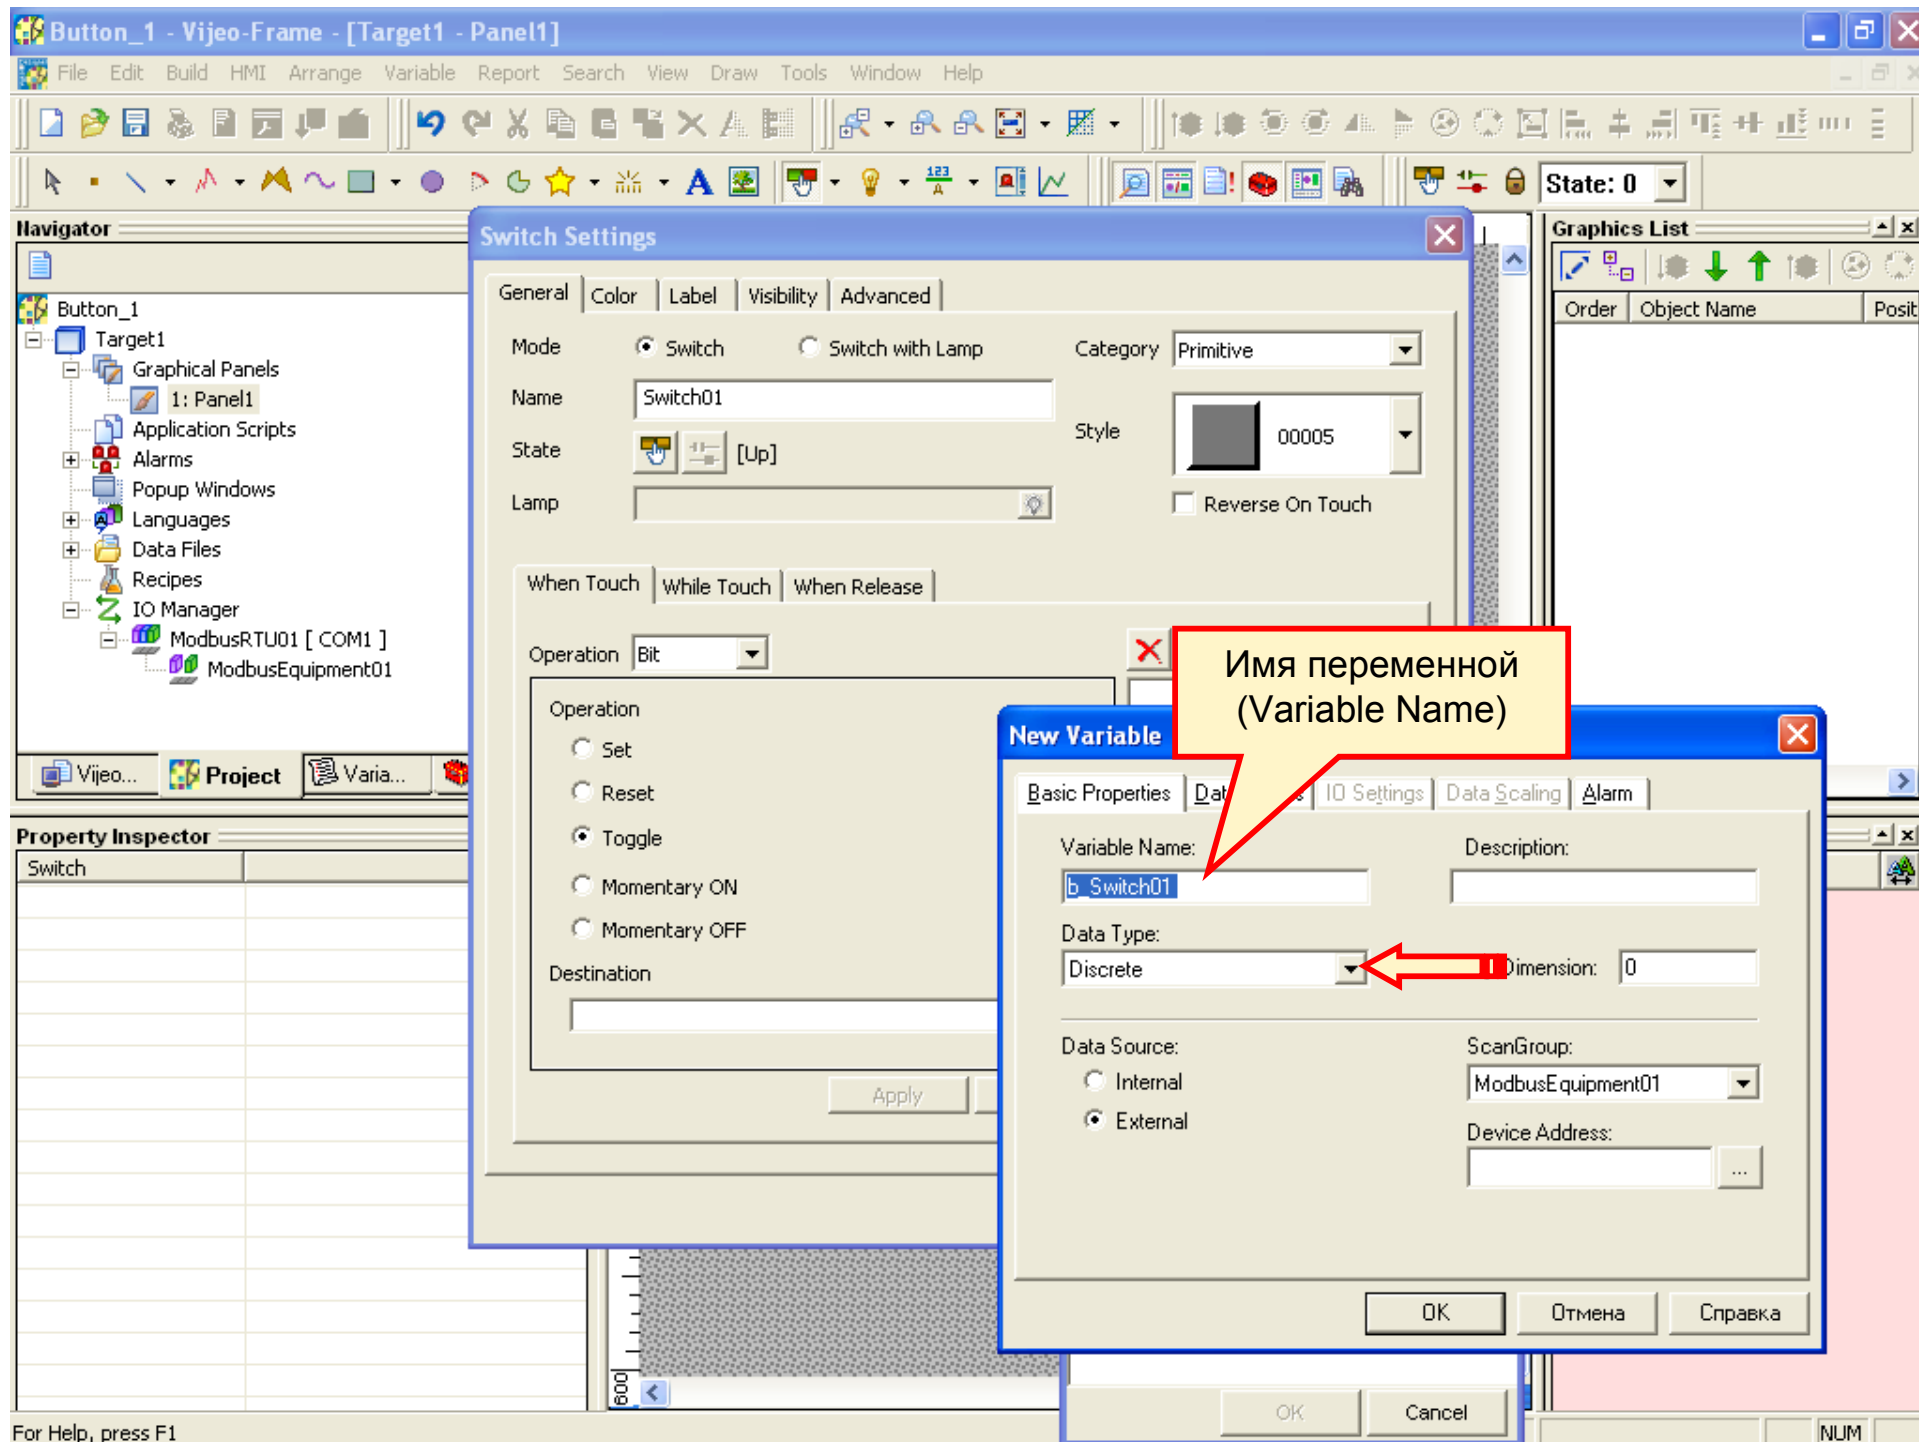 Button_1 - Vijeo-Frame - [Target1 - Panel1]
File Edit Build HMI Arrange Variable Report Search View Draw Tools Window Help
State: 0
Navigator
Button_1
Target1
Graphical Panels
1: Panel1
Application Scripts
Alarms
Popup Windows
Languages
Data Files
Recipes
IO Manager
ModbusRTU01 [ COM1 ]
ModbusEquipment01
Vijeo... Project Varia...
Property Inspector
Switch
Switch Settings
General Color Label Visibility Advanced
Mode Switch Switch with Lamp Category Primitive
Name Switch01
Style 00005
State [Up]
Lamp Reverse On Touch
When Touch While Touch When Release
Operation Bit
Operation
Set
Reset
Toggle
Momentary ON
Momentary OFF
Destination
Apply
Graphics List
Order Object Name Posit
Имя переменной
(Variable Name)
New Variable
Basic Properties IO Settings Data Scaling Alarm
Variable Name: Description:
b_Switch01
Data Type:
Discrete Dimension: 0
Data Source: ScanGroup:
Internal ModbusEquipment01
External Device Address:
...
OK Отмена Справка
600
OK Cancel
For Help, press F1 NUM